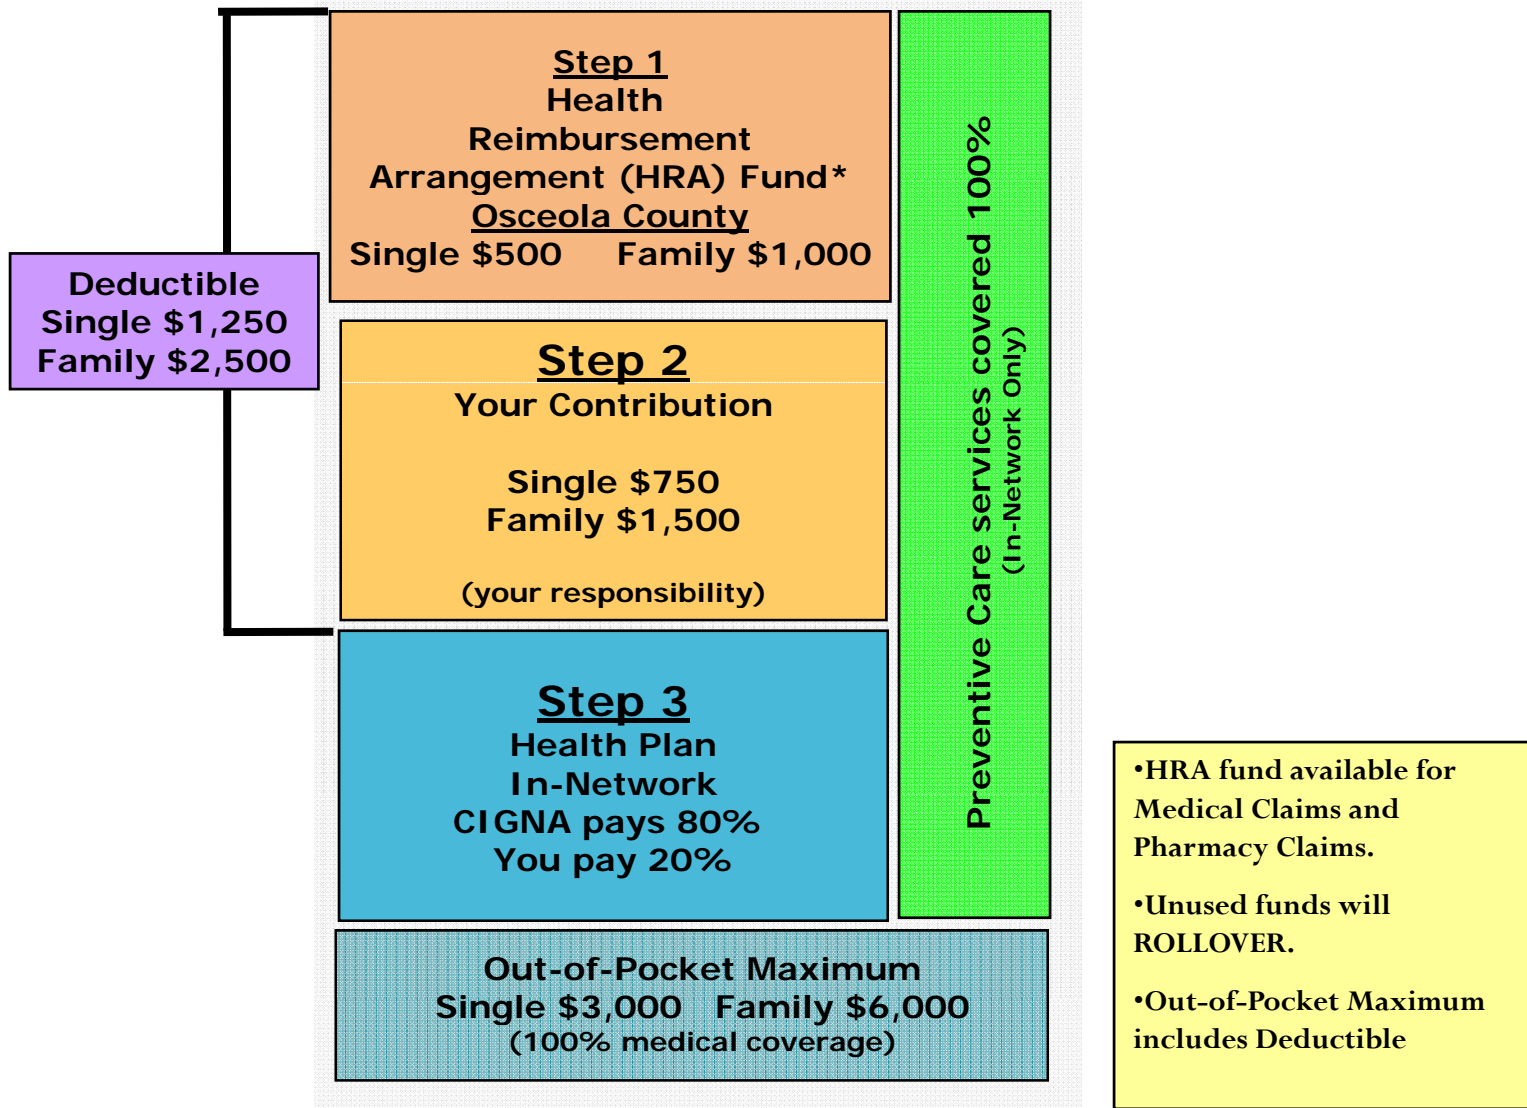 Step 1
Health
Reimbursement
Arrangement (HRA) Fund*
Osceola County
Single $500 Family $1,000
Deductible
Single $1,250
Family $2,500
Step 2
Your Contribution
Single $750
Family $1,500
(your responsibility)
Step 3
Health Plan
In-Network
CIGNA pays 80%
You pay 20%
Preventive Care services covered 100%
(In-Network Only)
Out-of-Pocket Maximum
Single $3,000 Family $6,000
(100% medical coverage)
•HRA fund available for
Medical Claims and
Pharmacy Claims.
•Unused funds will
ROLLOVER.
•Out-of-Pocket Maximum
includes Deductible